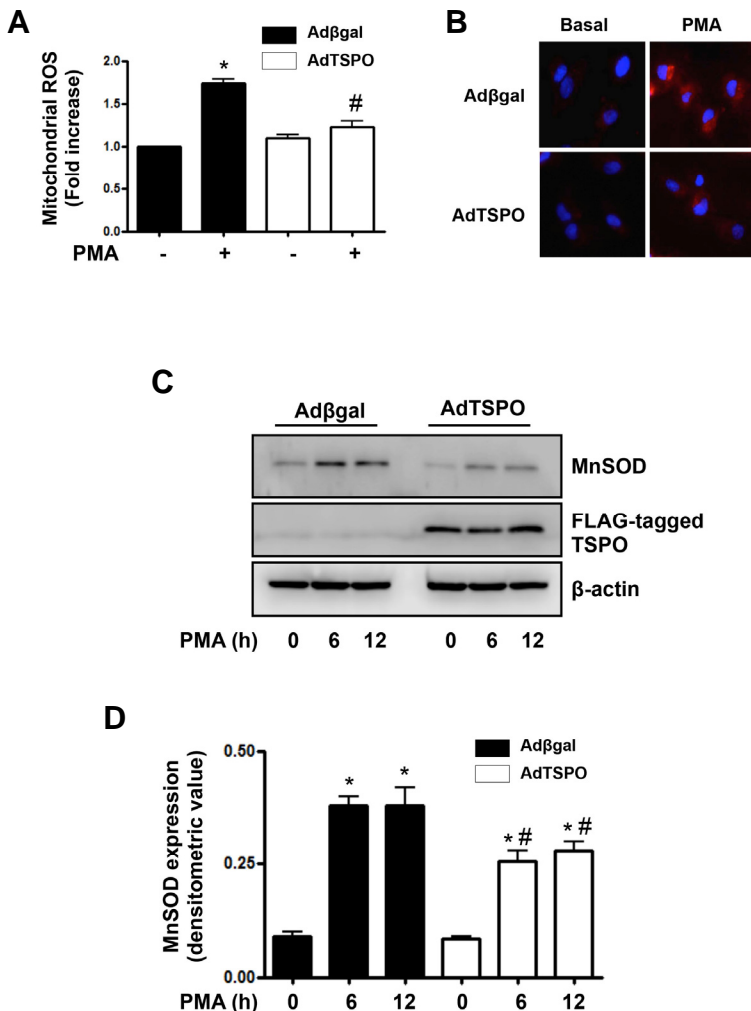 A
Mitochondrial ROS
(Fold increase)
2.0
1.5
1.0
0.5
0.0
*
#
Adβgal
AdTSPO
PMA - + - +
B
Basal PMA
Adβgal
AdTSPO
C
Adβgal AdTSPO
MnSOD
FLAG-tagged
TSPO
β-actin
PMA (h) 0 6 12 0 6 12
D
MnSOD expression
(densitometric value)
0.50
0.25
0.00
* * *# *#
Adβgal
AdTSPO
PMA (h) 0 6 12 0 6 12